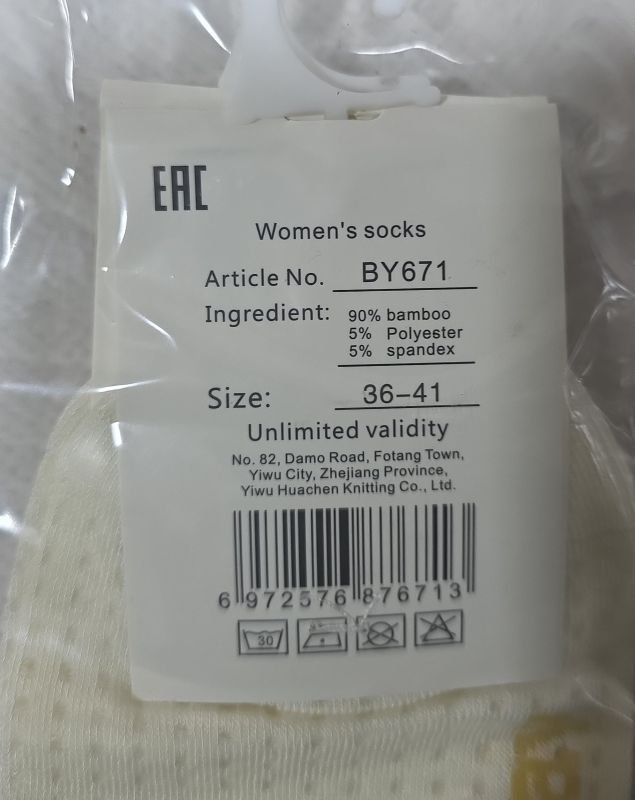 EAC
Women's socks
Article No. BY671
Ingredient: 90% bamboo
5% Polyester
5% spandex
Size: 36–41
Unlimited validity
No. 82, Damo Road, Fotang Town,
Yiwu City, Zhejiang Province,
Yiwu Huachen Knitting Co., Ltd.
6 972576 876713
30